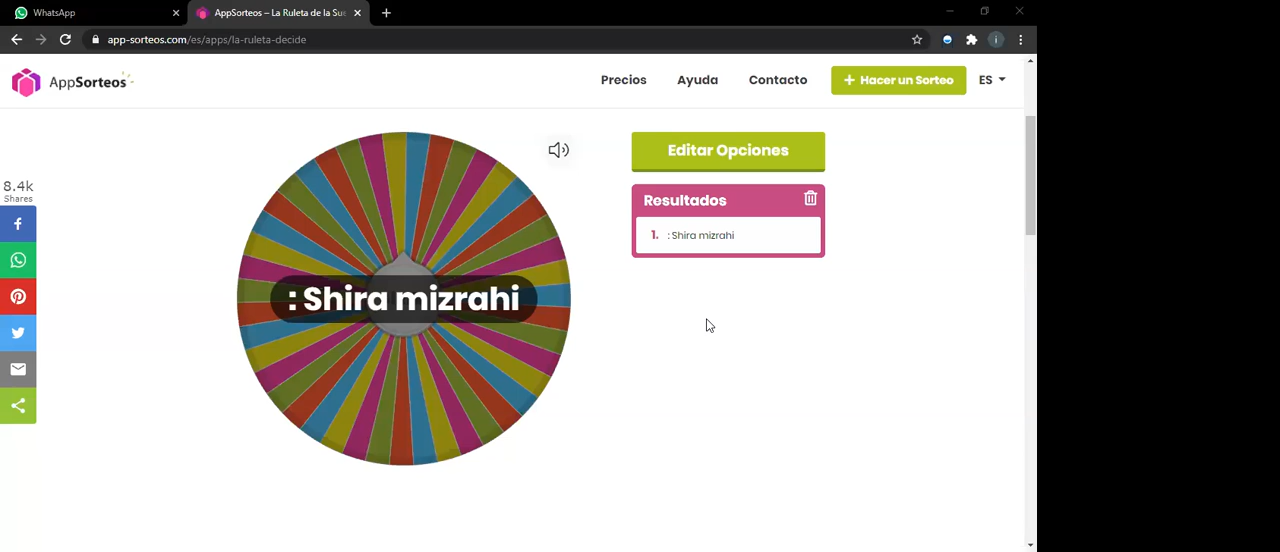 WhatsApp
AppSorteos – La Ruleta de la Sue
app-sorteos.com/es/apps/la-ruleta-decide
i
AppSorteos
Precios
Ayuda
Contacto
+ Hacer un Sorteo
ES
8.4k
Shares
Editar Opciones
Resultados
1. : Shira mizrahi
: Shira mizrahi